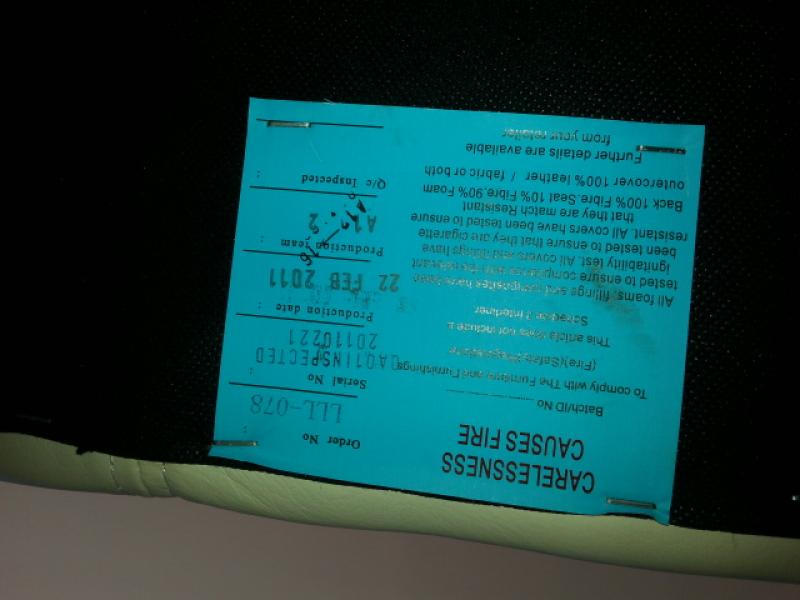 CARELESSNESS
CAUSES FIRE
Batch/ID No
To comply with The Furniture and Furnishings
(Fire)(Safety)Regulations
This article does not include a
Schedule 3 Interliner
All foams, fillings and composites have been
tested to ensure compliance with the relevant
ignitability test. All covers and fillings have
been tested to ensure that they are cigarette
resistant. All covers have been tested to ensure
that they are match Resistant
Back 100% Fibre.Seat 10% Fibre.90% Foam
outercover 100% leather / fabric or both
Further details are available
from your retailer
Order No :
LLL-078
Serial No :
INSPECTED
20110221
Production date :
22 FEB 2011
Production team :
Q/c Inspected :